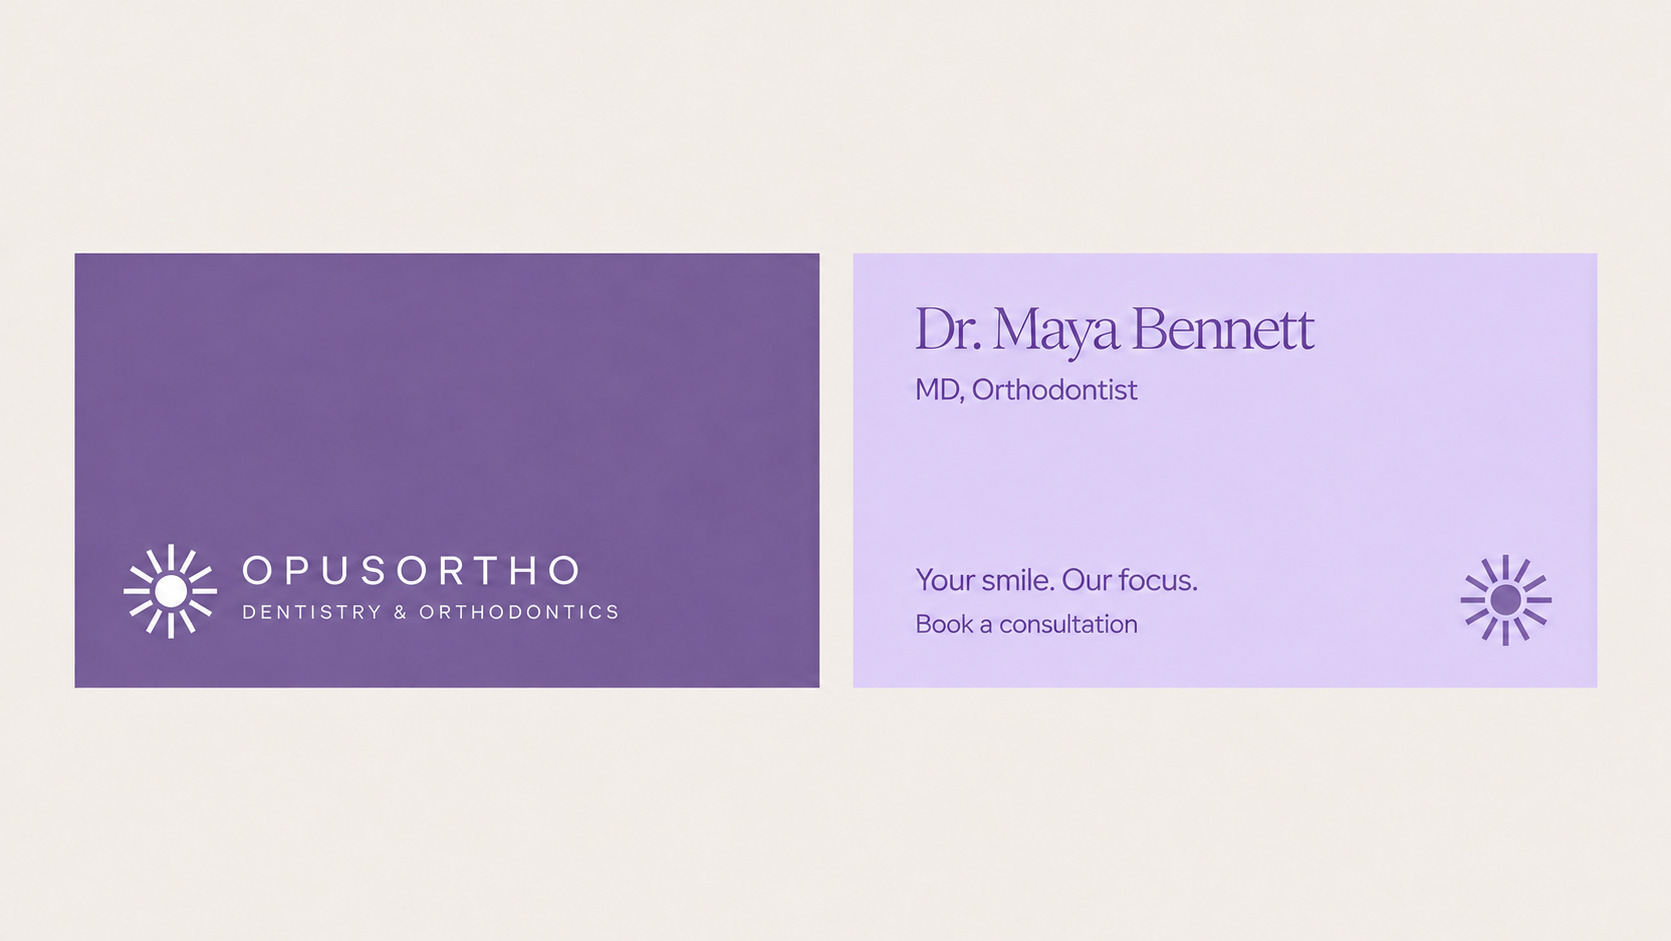 OPUSORTHO
DENTISTRY & ORTHODONTICS
Dr. Maya Bennett
MD, Orthodontist
Your smile. Our focus.
Book a consultation